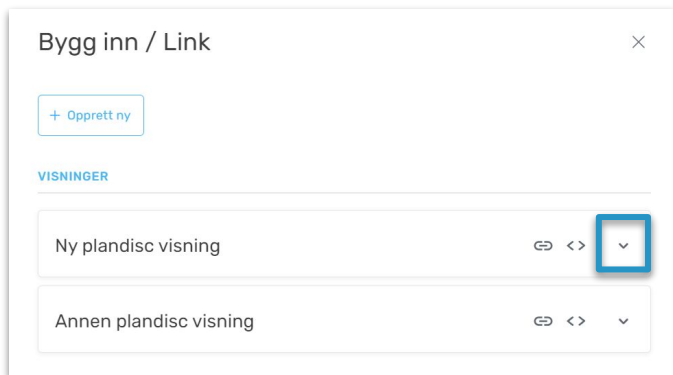 Bygg inn / Link
+ Opprett ny
VISNINGER
Ny plandisc visning
Annen plandisc visning